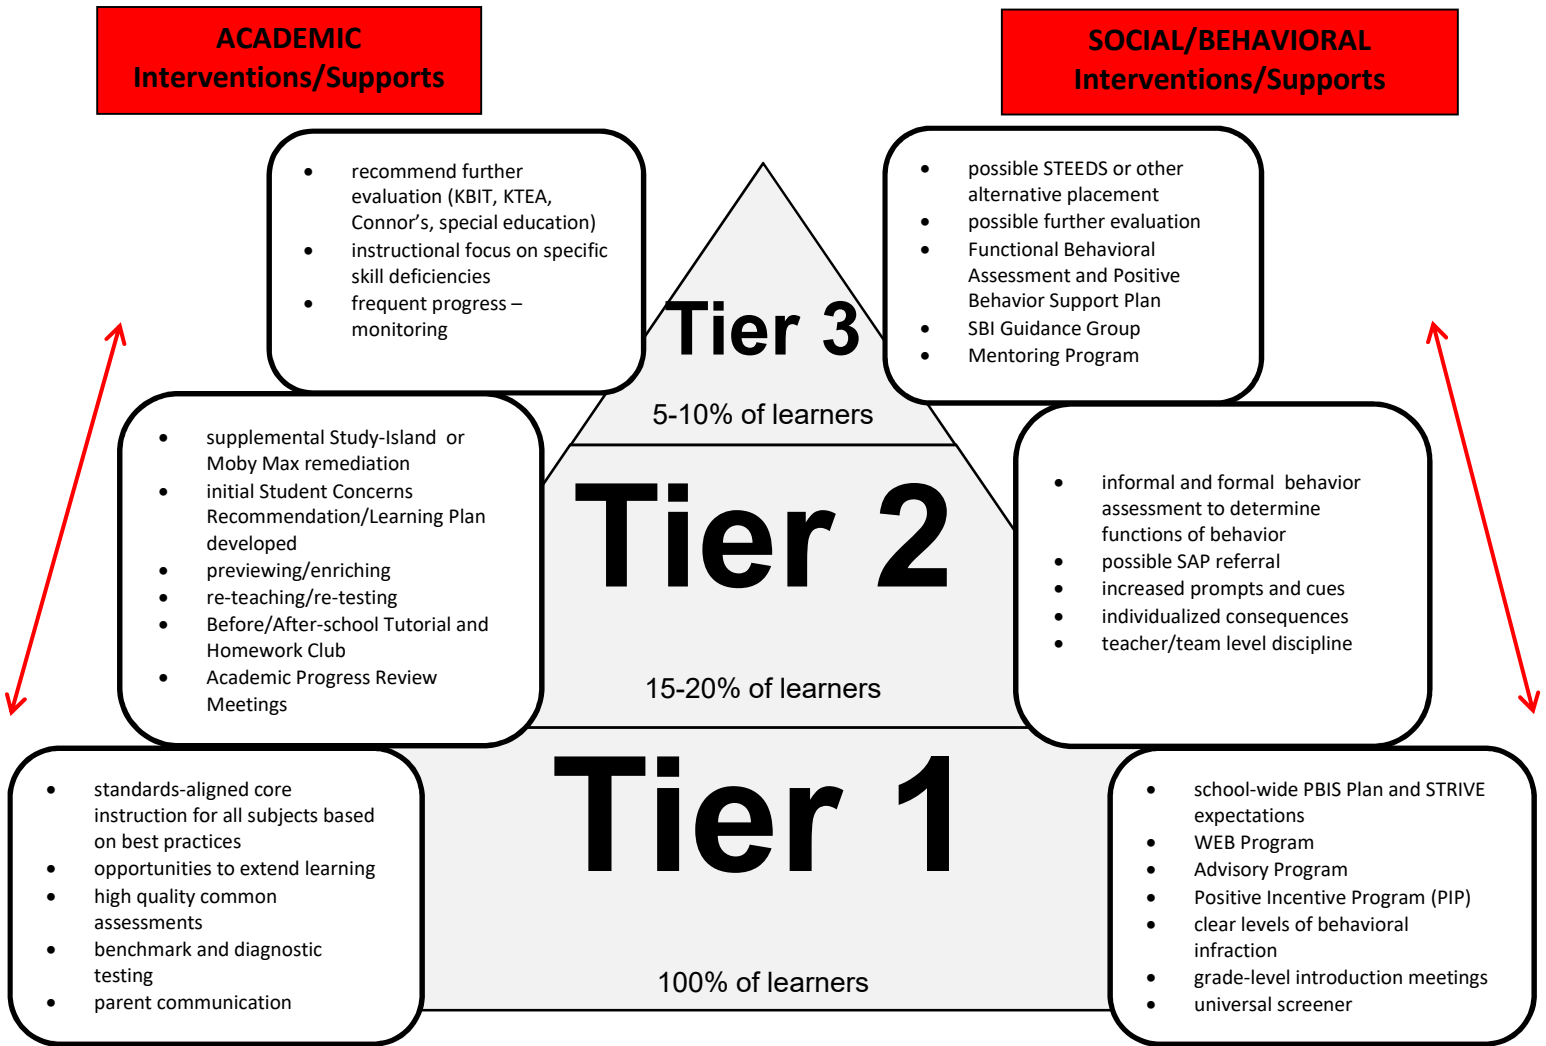 ACADEMIC
Interventions/Supports
SOCIAL/BEHAVIORAL
Interventions/Supports
• recommend further
evaluation (KBIT, KTEA,
Connor’s, special education)
• instructional focus on specific
skill deficiencies
• frequent progress –
monitoring
Tier 3
5-10% of learners
• possible STEEDS or other
alternative placement
• possible further evaluation
• Functional Behavioral
Assessment and Positive
Behavior Support Plan
• SBI Guidance Group
• Mentoring Program
• supplemental Study-Island or
Moby Max remediation
• initial Student Concerns
Recommendation/Learning Plan
developed
• previewing/enriching
• re-teaching/re-testing
• Before/After-school Tutorial and
Homework Club
• Academic Progress Review
Meetings
Tier 2
15-20% of learners
• informal and formal behavior
assessment to determine
functions of behavior
• possible SAP referral
• increased prompts and cues
• individualized consequences
• teacher/team level discipline
• standards-aligned core
instruction for all subjects based
on best practices
• opportunities to extend learning
• high quality common
assessments
• benchmark and diagnostic
testing
• parent communication
Tier 1
100% of learners
• school-wide PBIS Plan and STRIVE
expectations
• WEB Program
• Advisory Program
• Positive Incentive Program (PIP)
• clear levels of behavioral
infraction
• grade-level introduction meetings
• universal screener